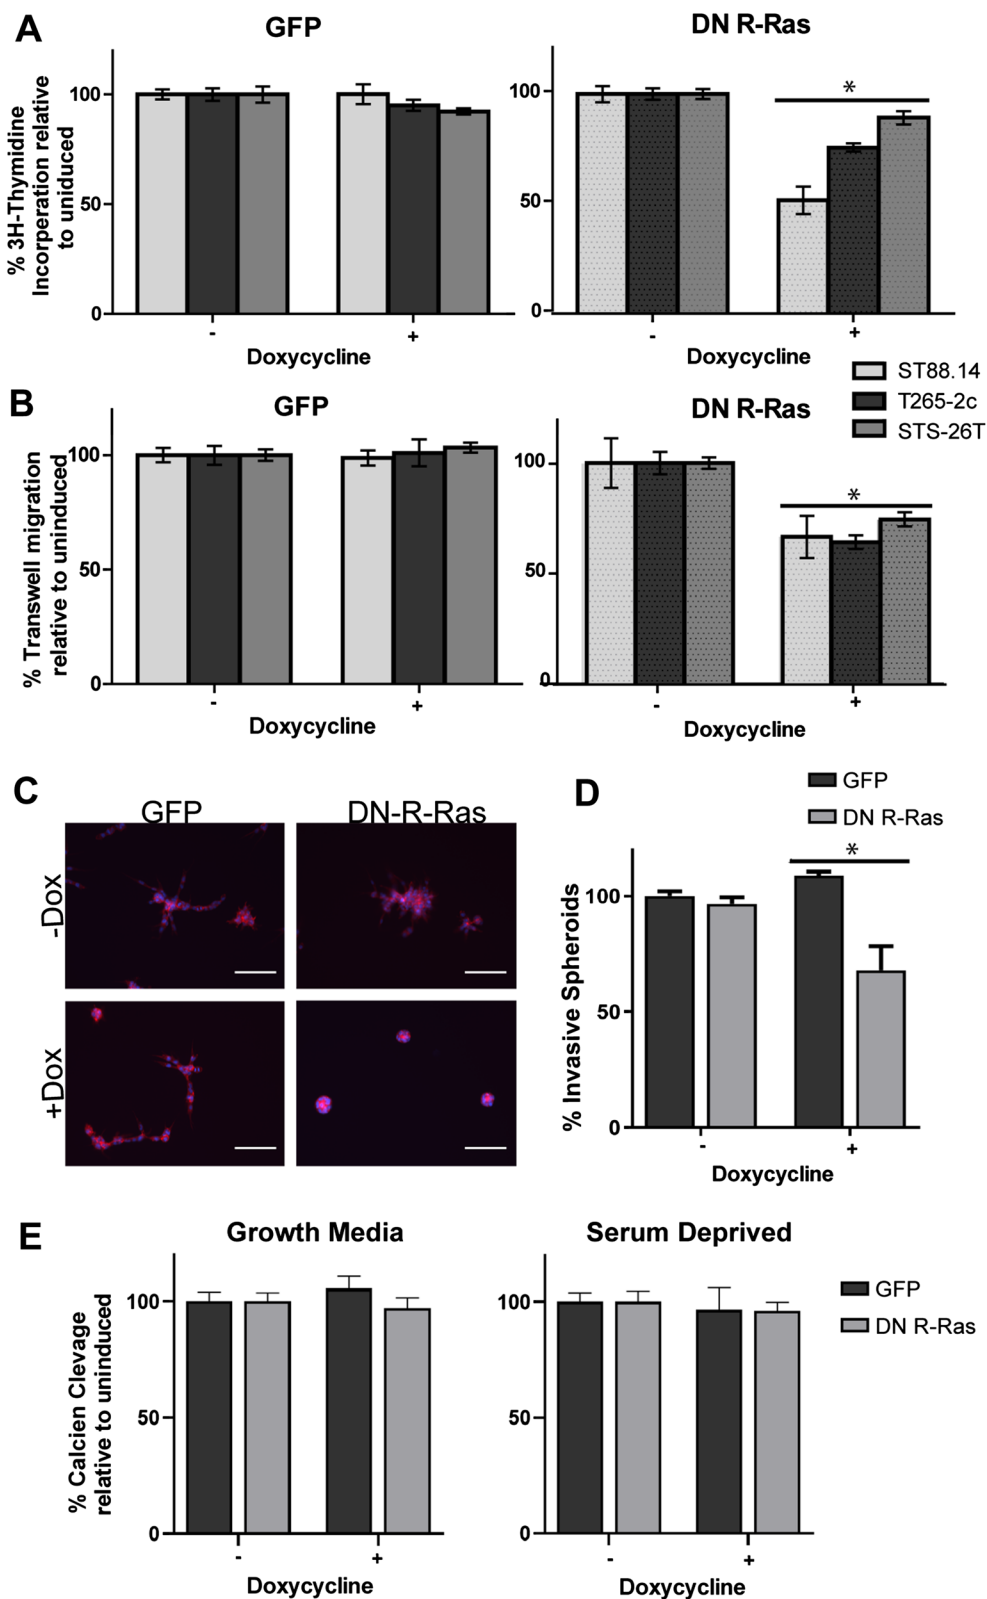 A
GFP
DN R-Ras
% 3H-Thymidine
Incorperation relative
to uniduced
100
50
0
-
+
Doxycycline
100
50
0
*
-
+
Doxycycline
ST88.14
T265-2c
STS-26T
B
GFP
DN R-Ras
% Transwell migration
relative to uninduced
100
50
0
-
+
Doxycycline
100
50
0
*
-
+
Doxycycline
C
GFP
DN-R-Ras
-Dox
+Dox
D
GFP
DN R-Ras
% Invasive Spheroids
100
50
0
*
-
+
Doxycycline
E
Growth Media
Serum Deprived
% Calcien Clevage
relative to uninduced
100
50
0
-
+
Doxycycline
100
50
0
-
+
Doxycycline
GFP
DN R-Ras